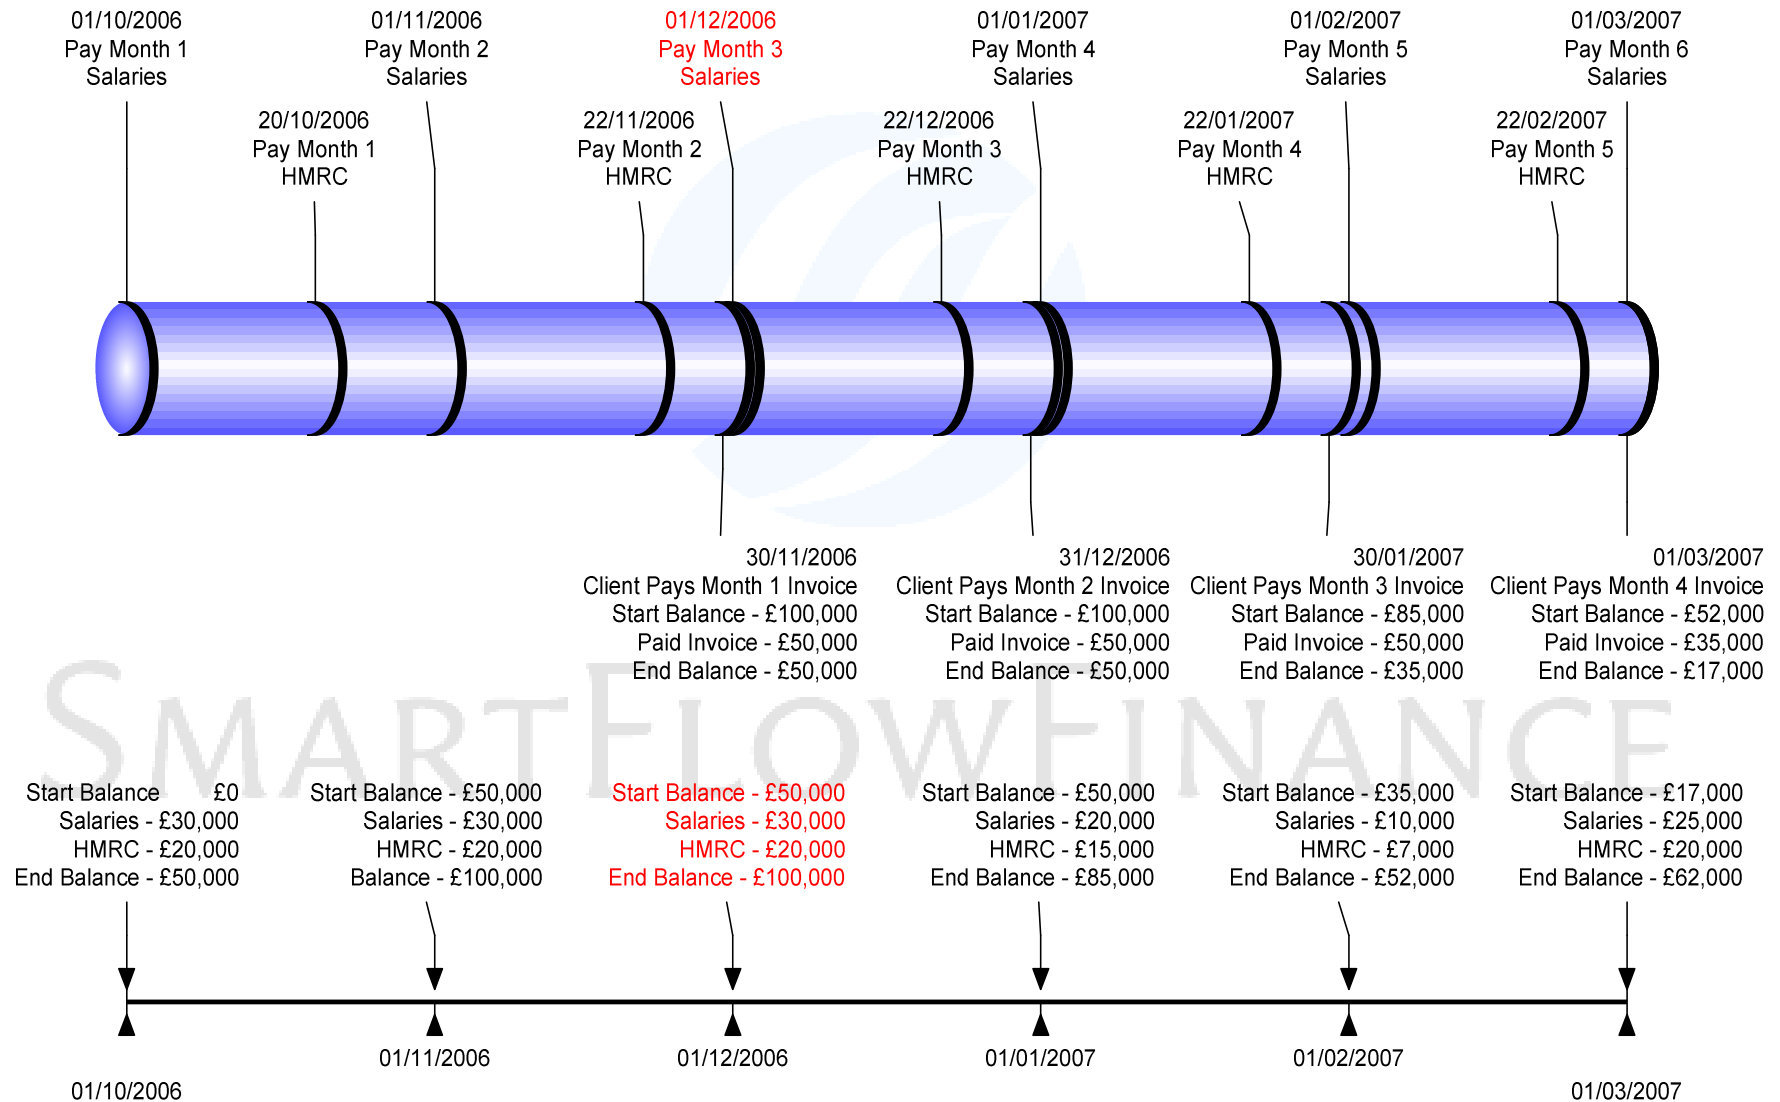 01/10/2006
Pay Month 1
Salaries
01/11/2006
Pay Month 2
Salaries
01/12/2006
Pay Month 3
Salaries
01/01/2007
Pay Month 4
Salaries
01/02/2007
Pay Month 5
Salaries
01/03/2007
Pay Month 6
Salaries
20/10/2006
Pay Month 1
HMRC
22/11/2006
Pay Month 2
HMRC
22/12/2006
Pay Month 3
HMRC
22/01/2007
Pay Month 4
HMRC
22/02/2007
Pay Month 5
HMRC
30/11/2006
Client Pays Month 1 Invoice
Start Balance - £100,000
Paid Invoice - £50,000
End Balance - £50,000
31/12/2006
Client Pays Month 2 Invoice
Start Balance - £100,000
Paid Invoice - £50,000
End Balance - £50,000
30/01/2007
Client Pays Month 3 Invoice
Start Balance - £85,000
Paid Invoice - £50,000
End Balance - £35,000
01/03/2007
Client Pays Month 4 Invoice
Start Balance - £52,000
Paid Invoice - £35,000
End Balance - £17,000
SMARTFLOWFINANCE
Start Balance £0
Salaries - £30,000
HMRC - £20,000
End Balance - £50,000
Start Balance - £50,000
Salaries - £30,000
HMRC - £20,000
Balance - £100,000
Start Balance - £50,000
Salaries - £30,000
HMRC - £20,000
End Balance - £100,000
Start Balance - £50,000
Salaries - £20,000
HMRC - £15,000
End Balance - £85,000
Start Balance - £35,000
Salaries - £10,000
HMRC - £7,000
End Balance - £52,000
Start Balance - £17,000
Salaries - £25,000
HMRC - £20,000
End Balance - £62,000
01/10/2006
01/11/2006
01/12/2006
01/01/2007
01/02/2007
01/03/2007